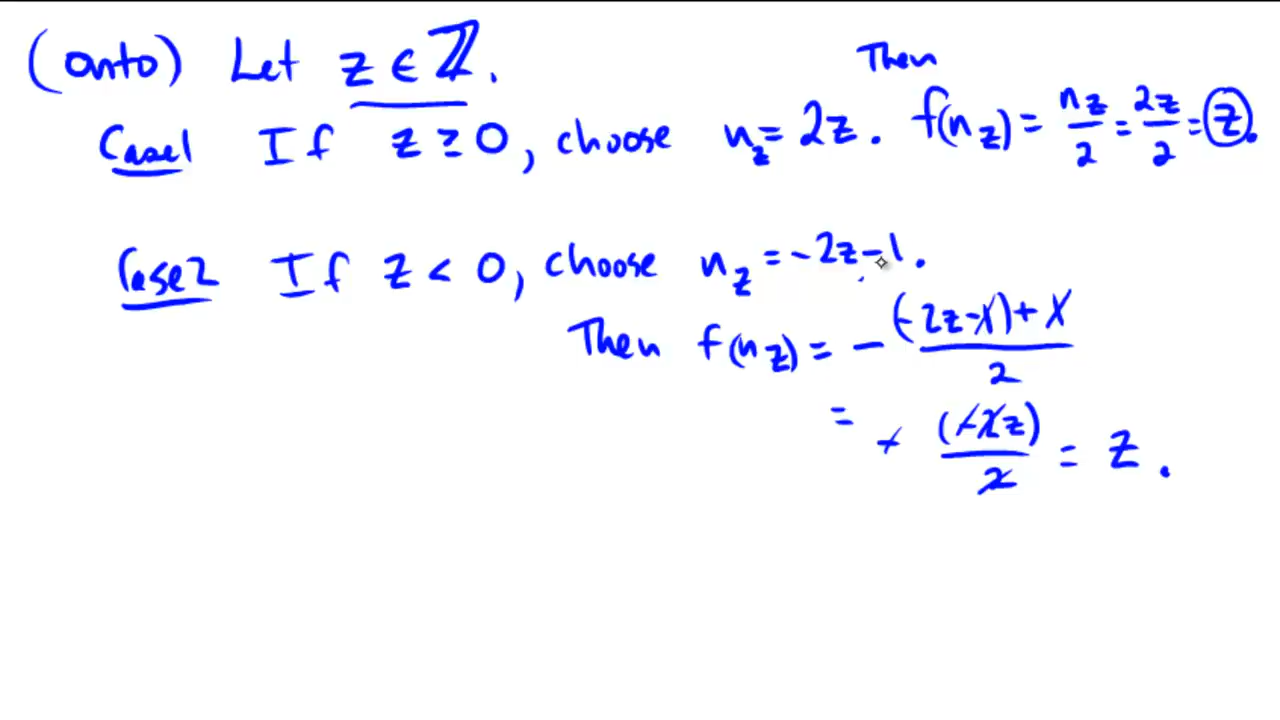 (onto) Let z ∈ ℤ.
Case1 If z ≥ 0, choose n_z = 2z. Then f(n_z) = n_z/2 = 2z/2 = z.
Case2 If z < 0, choose n_z = -2z-1.
Then f(n_z) = - ((-2z-1)+1)/2
= - (-2z)/2 = z.